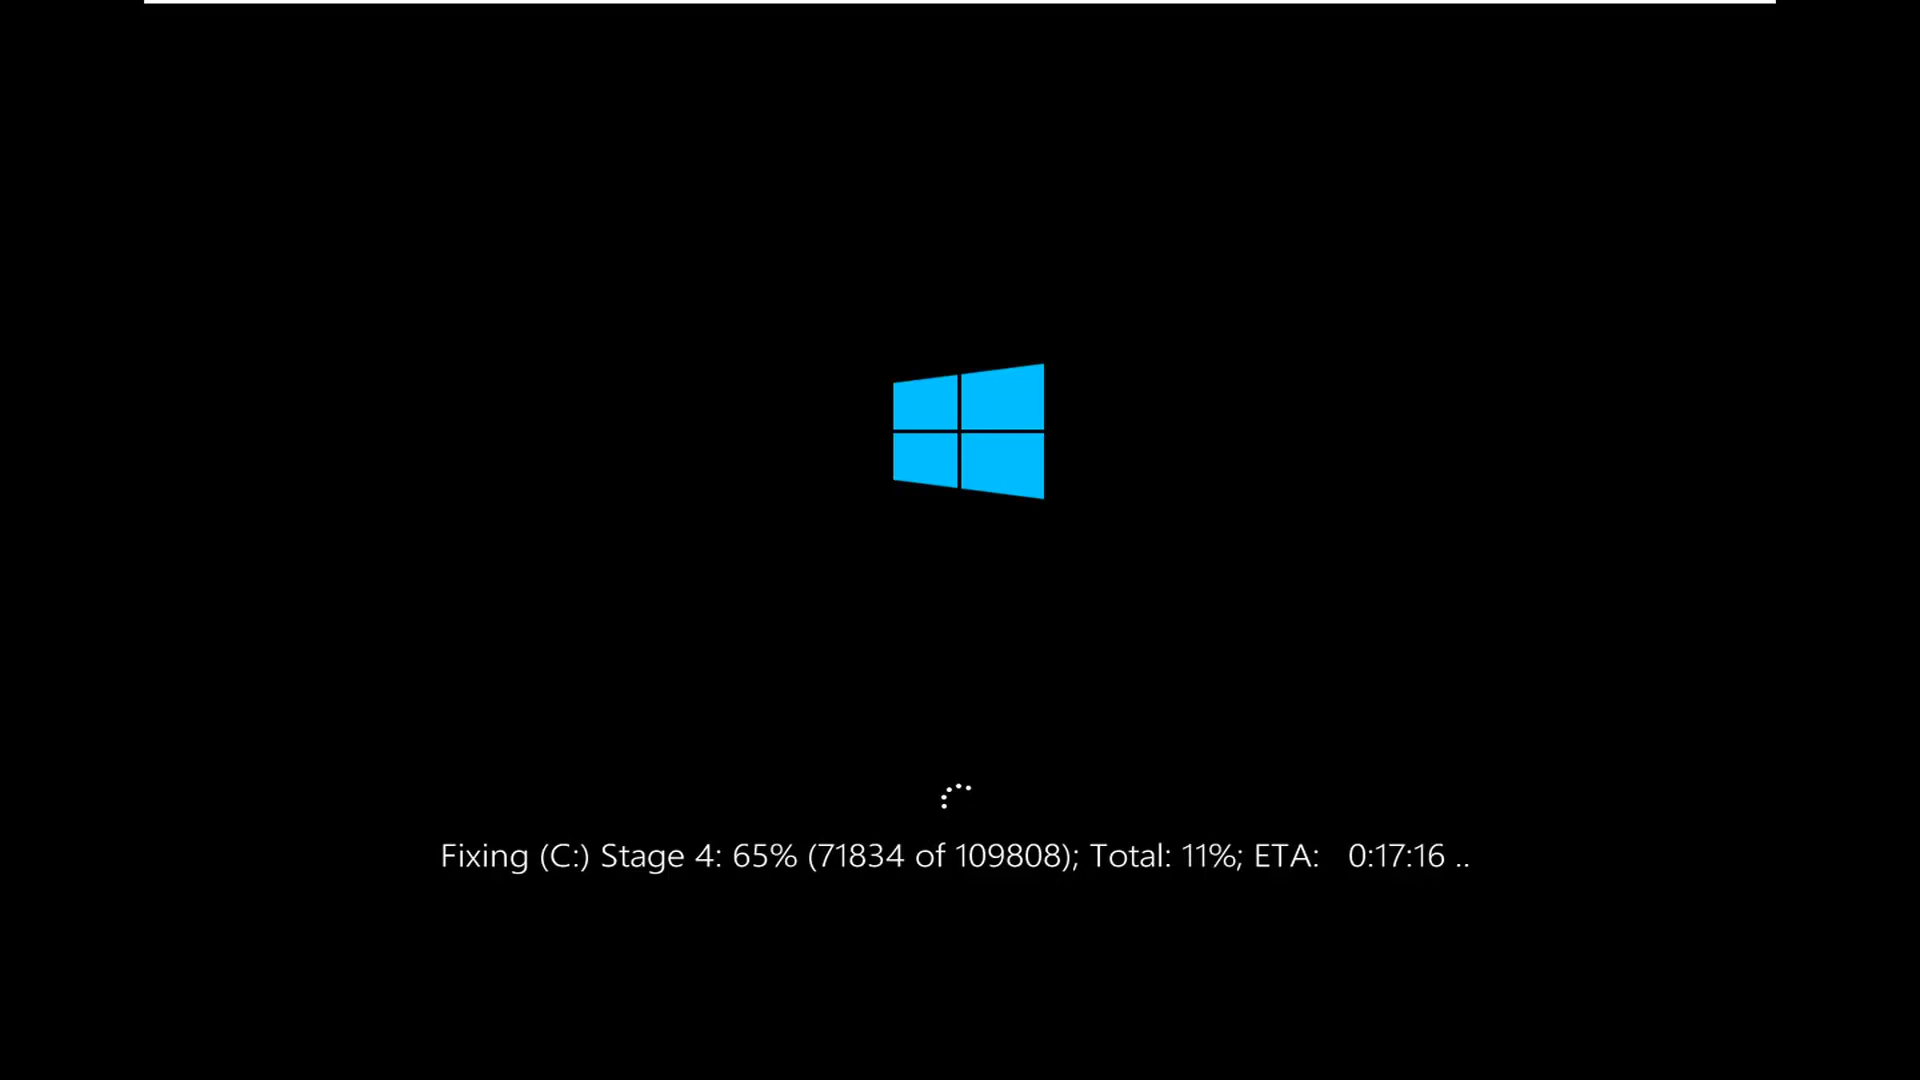 Fixing (C:) Stage 4: 65% (71834 of 109808); Total: 11%; ETA:   0:17:16 ..